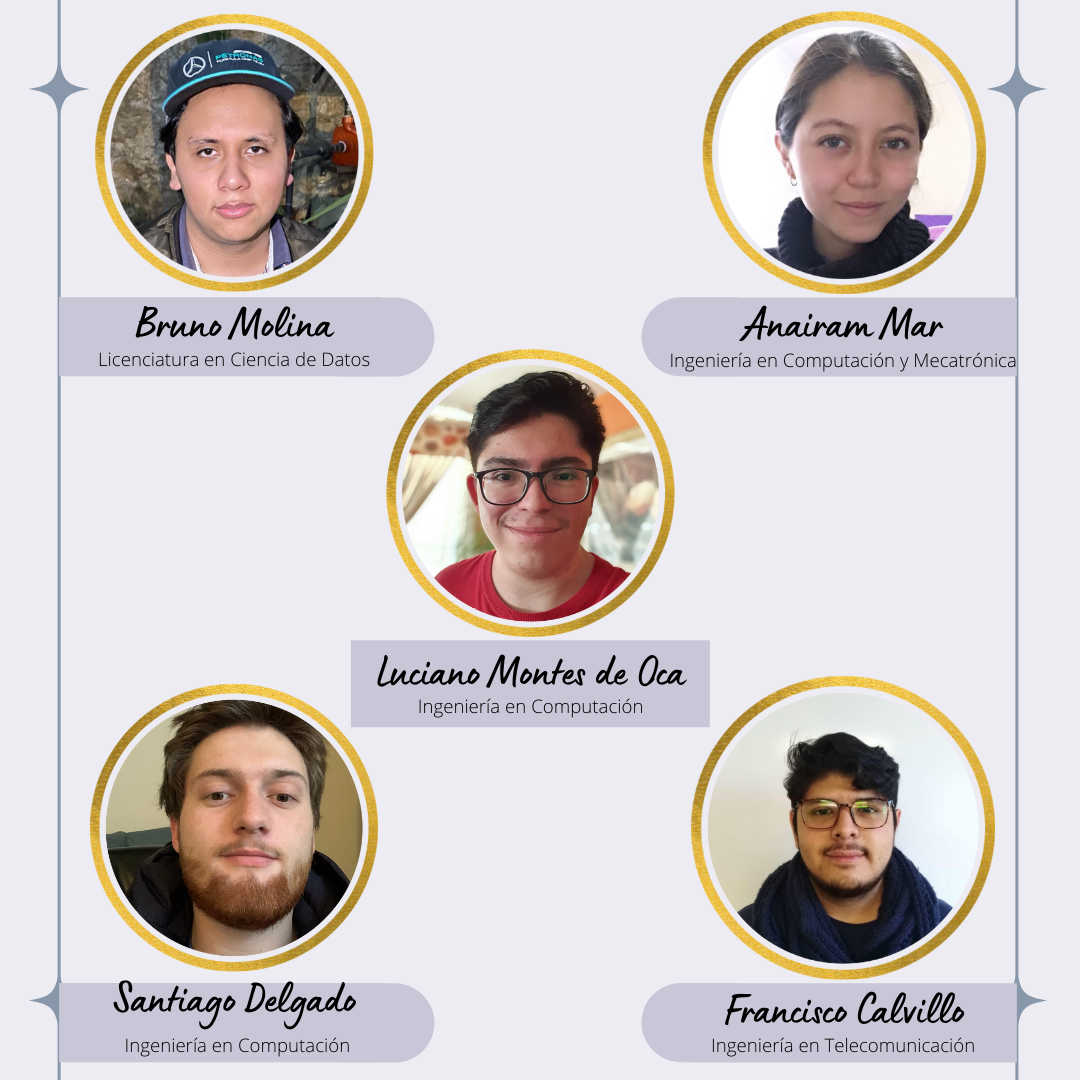 PETRONAS
Bruno Molina
Licenciatura en Ciencia de Datos
Anairam Mar
Ingeniería en Computación y Mecatrónica
Luciano Montes de Oca
Ingeniería en Computación
Santiago Delgado
Ingeniería en Computación
Francisco Calvillo
Ingeniería en Telecomunicación